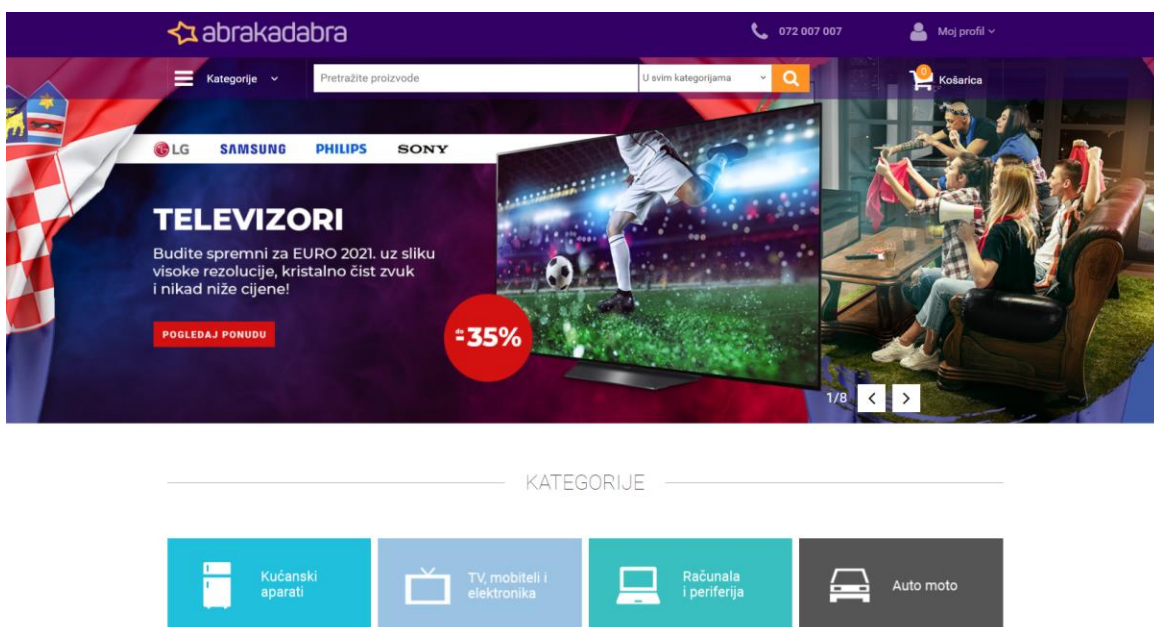 abrakadabra
072 007 007
Moj profil
Kategorije
Pretražite proizvode
U svim kategorijama
0
Košarica
LG SAMSUNG PHILIPS SONY
TELEVIZORI
Budite spremni za EURO 2021. uz sliku
visoke rezolucije, kristalno čist zvuk
i nikad niže cijene!
POGLEDAJ PONUDU
do
-35%
1/8
KATEGORIJE
Kućanski
aparati
TV, mobiteli i
elektronika
Računala
i periferija
Auto moto